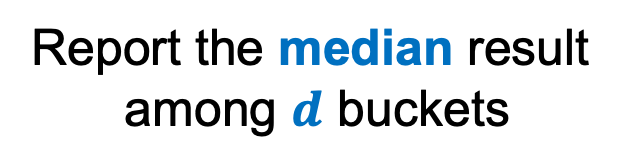 Report the median result
among d buckets